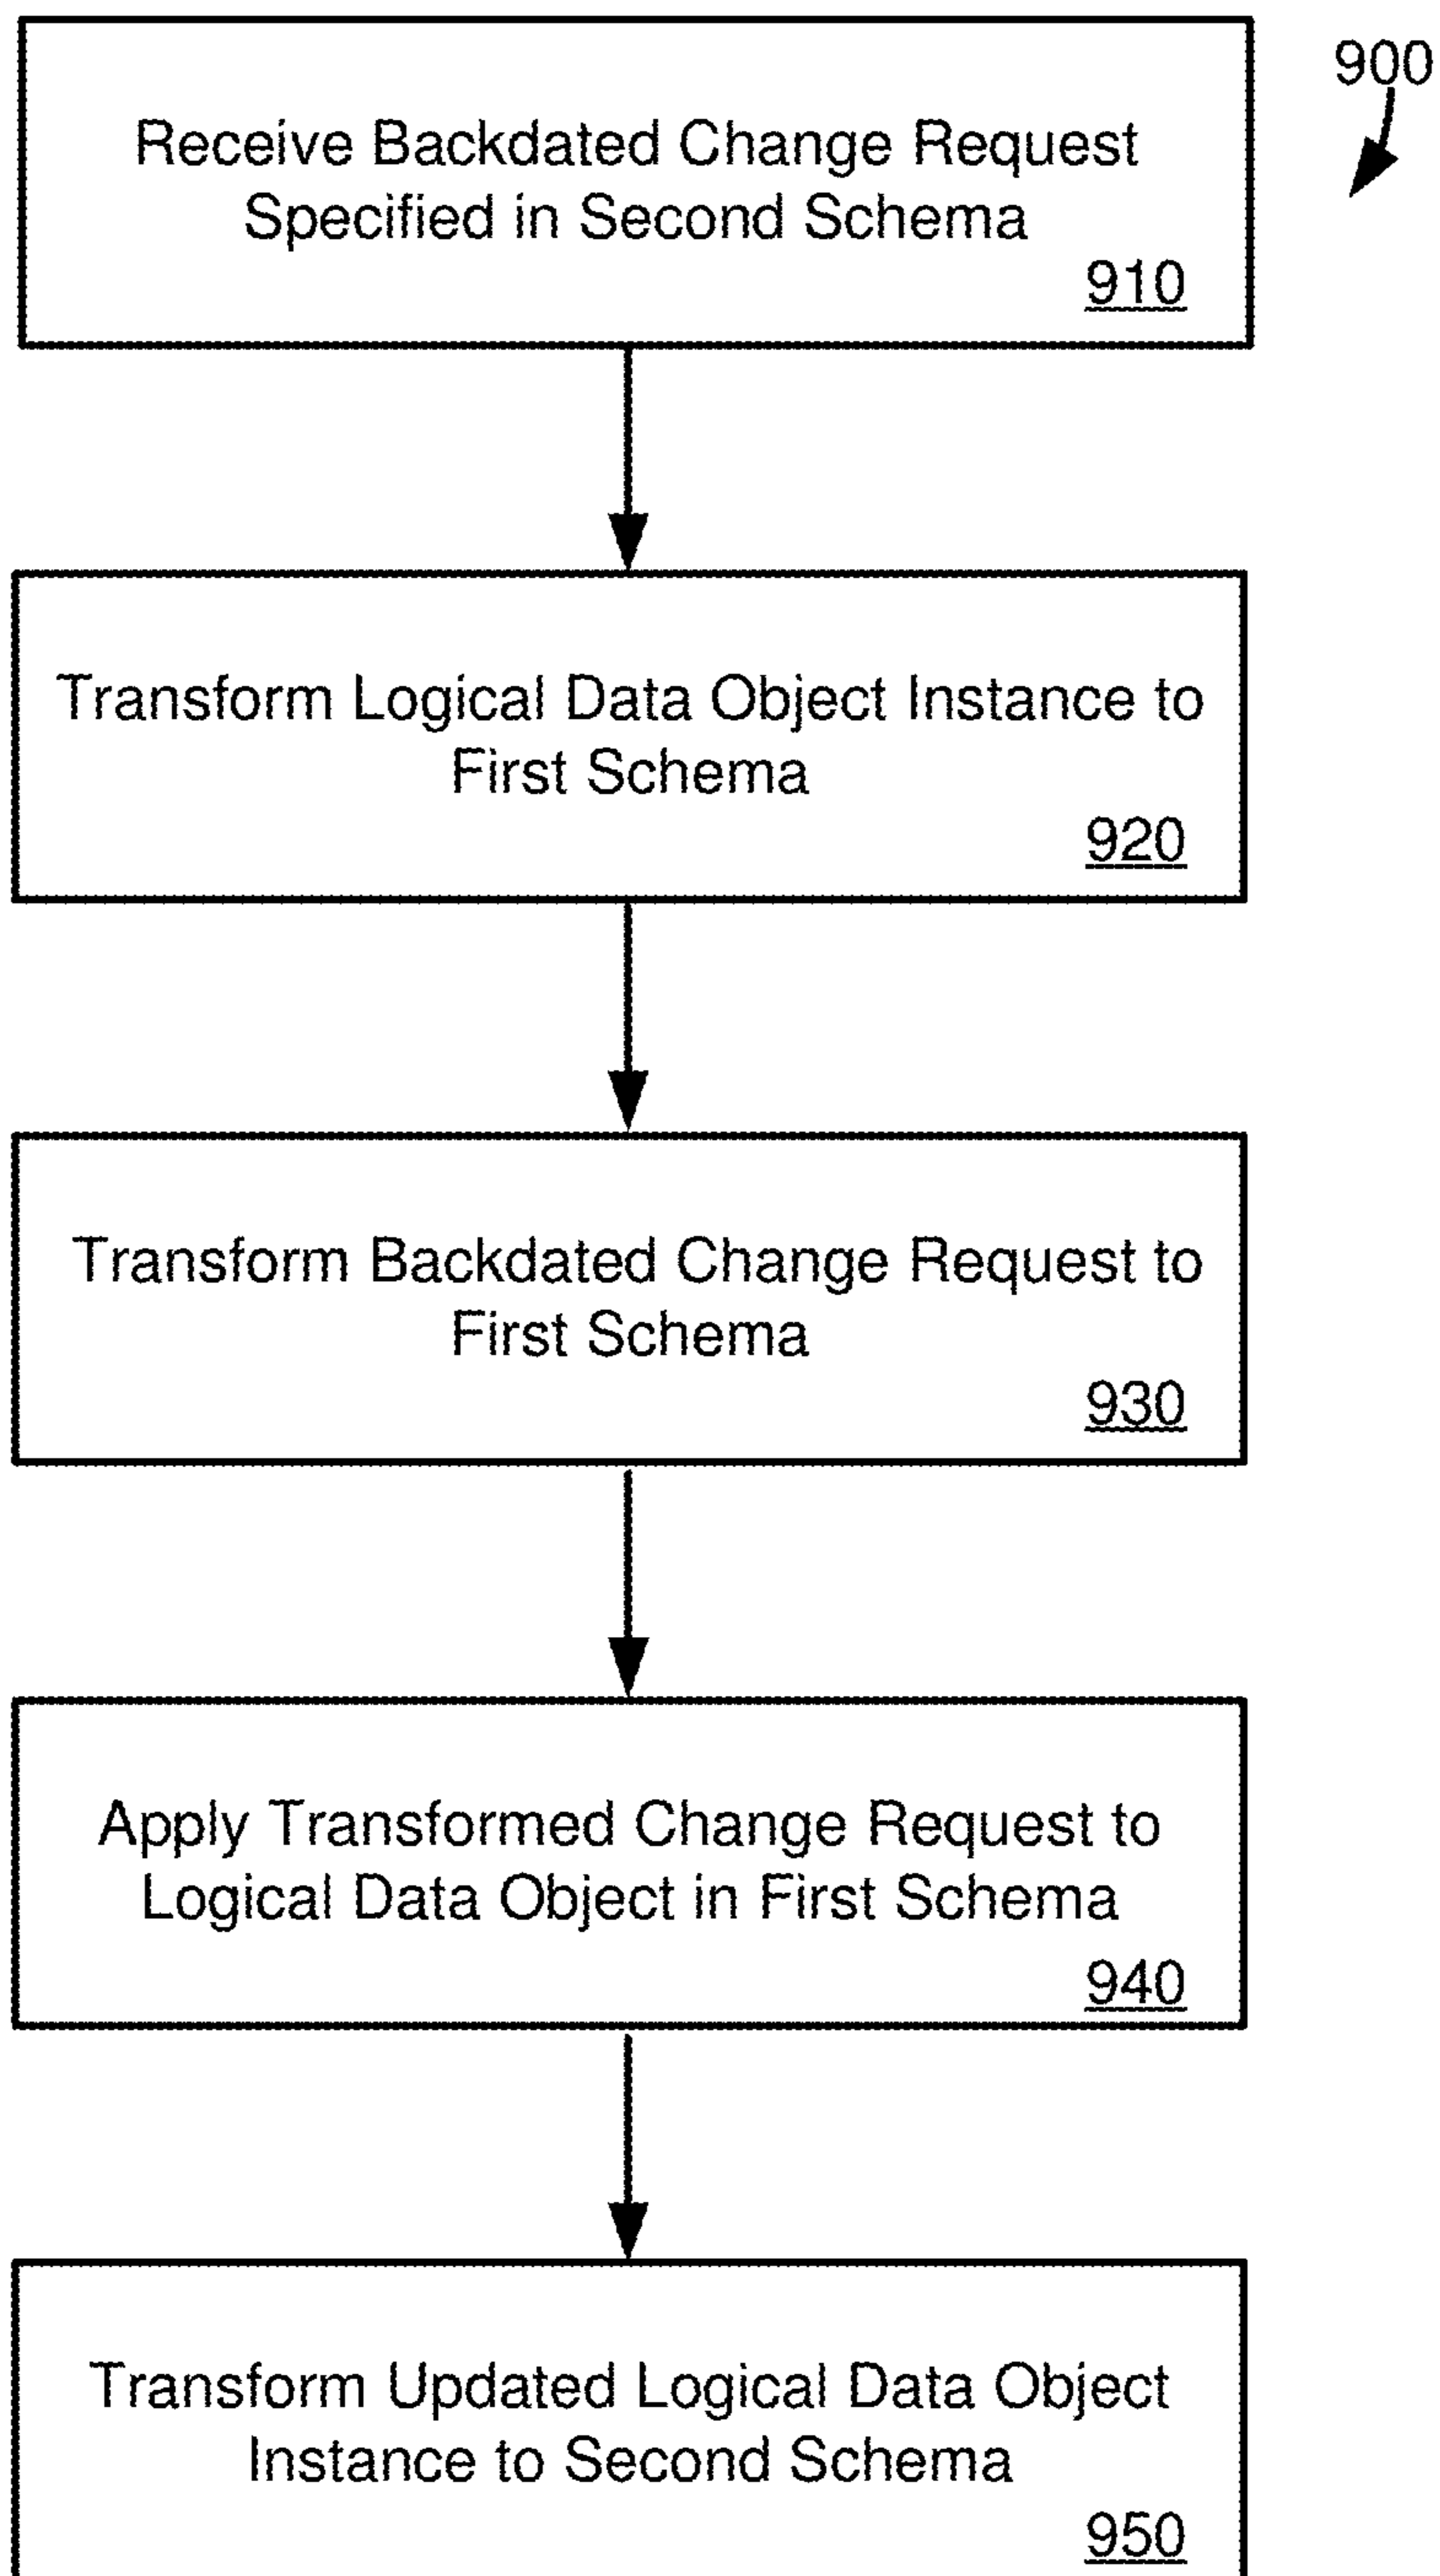 900
Receive Backdated Change Request
Specified in Second Schema
910
Transform Logical Data Object Instance to
First Schema
920
Transform Backdated Change Request to
First Schema
930
Apply Transformed Change Request to
Logical Data Object in First Schema
940
Transform Updated Logical Data Object
Instance to Second Schema
950